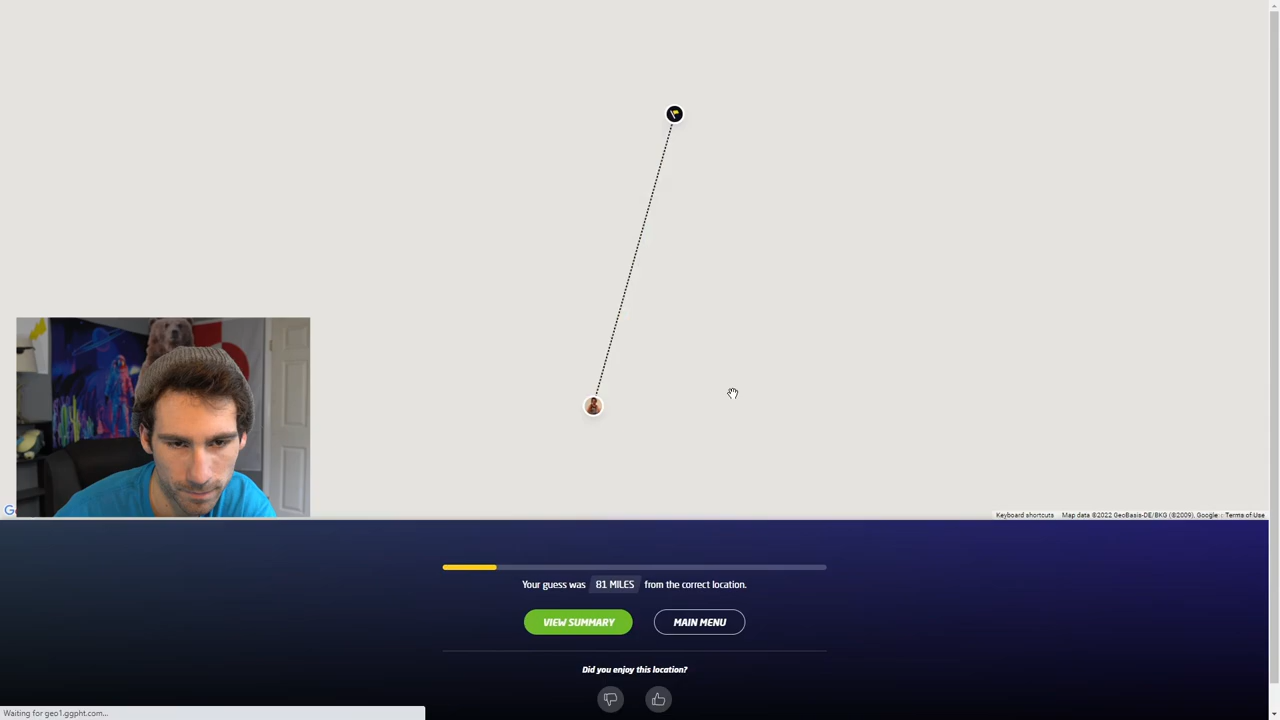 Go
Keyboard shortcuts Map data ©2022 GeoBasis-DE/BKG (©2009), Google Terms of Use
Your guess was 81 MILES from the correct location.
VIEW SUMMARY MAIN MENU
Did you enjoy this location?
Waiting for geo1.ggpht.com...